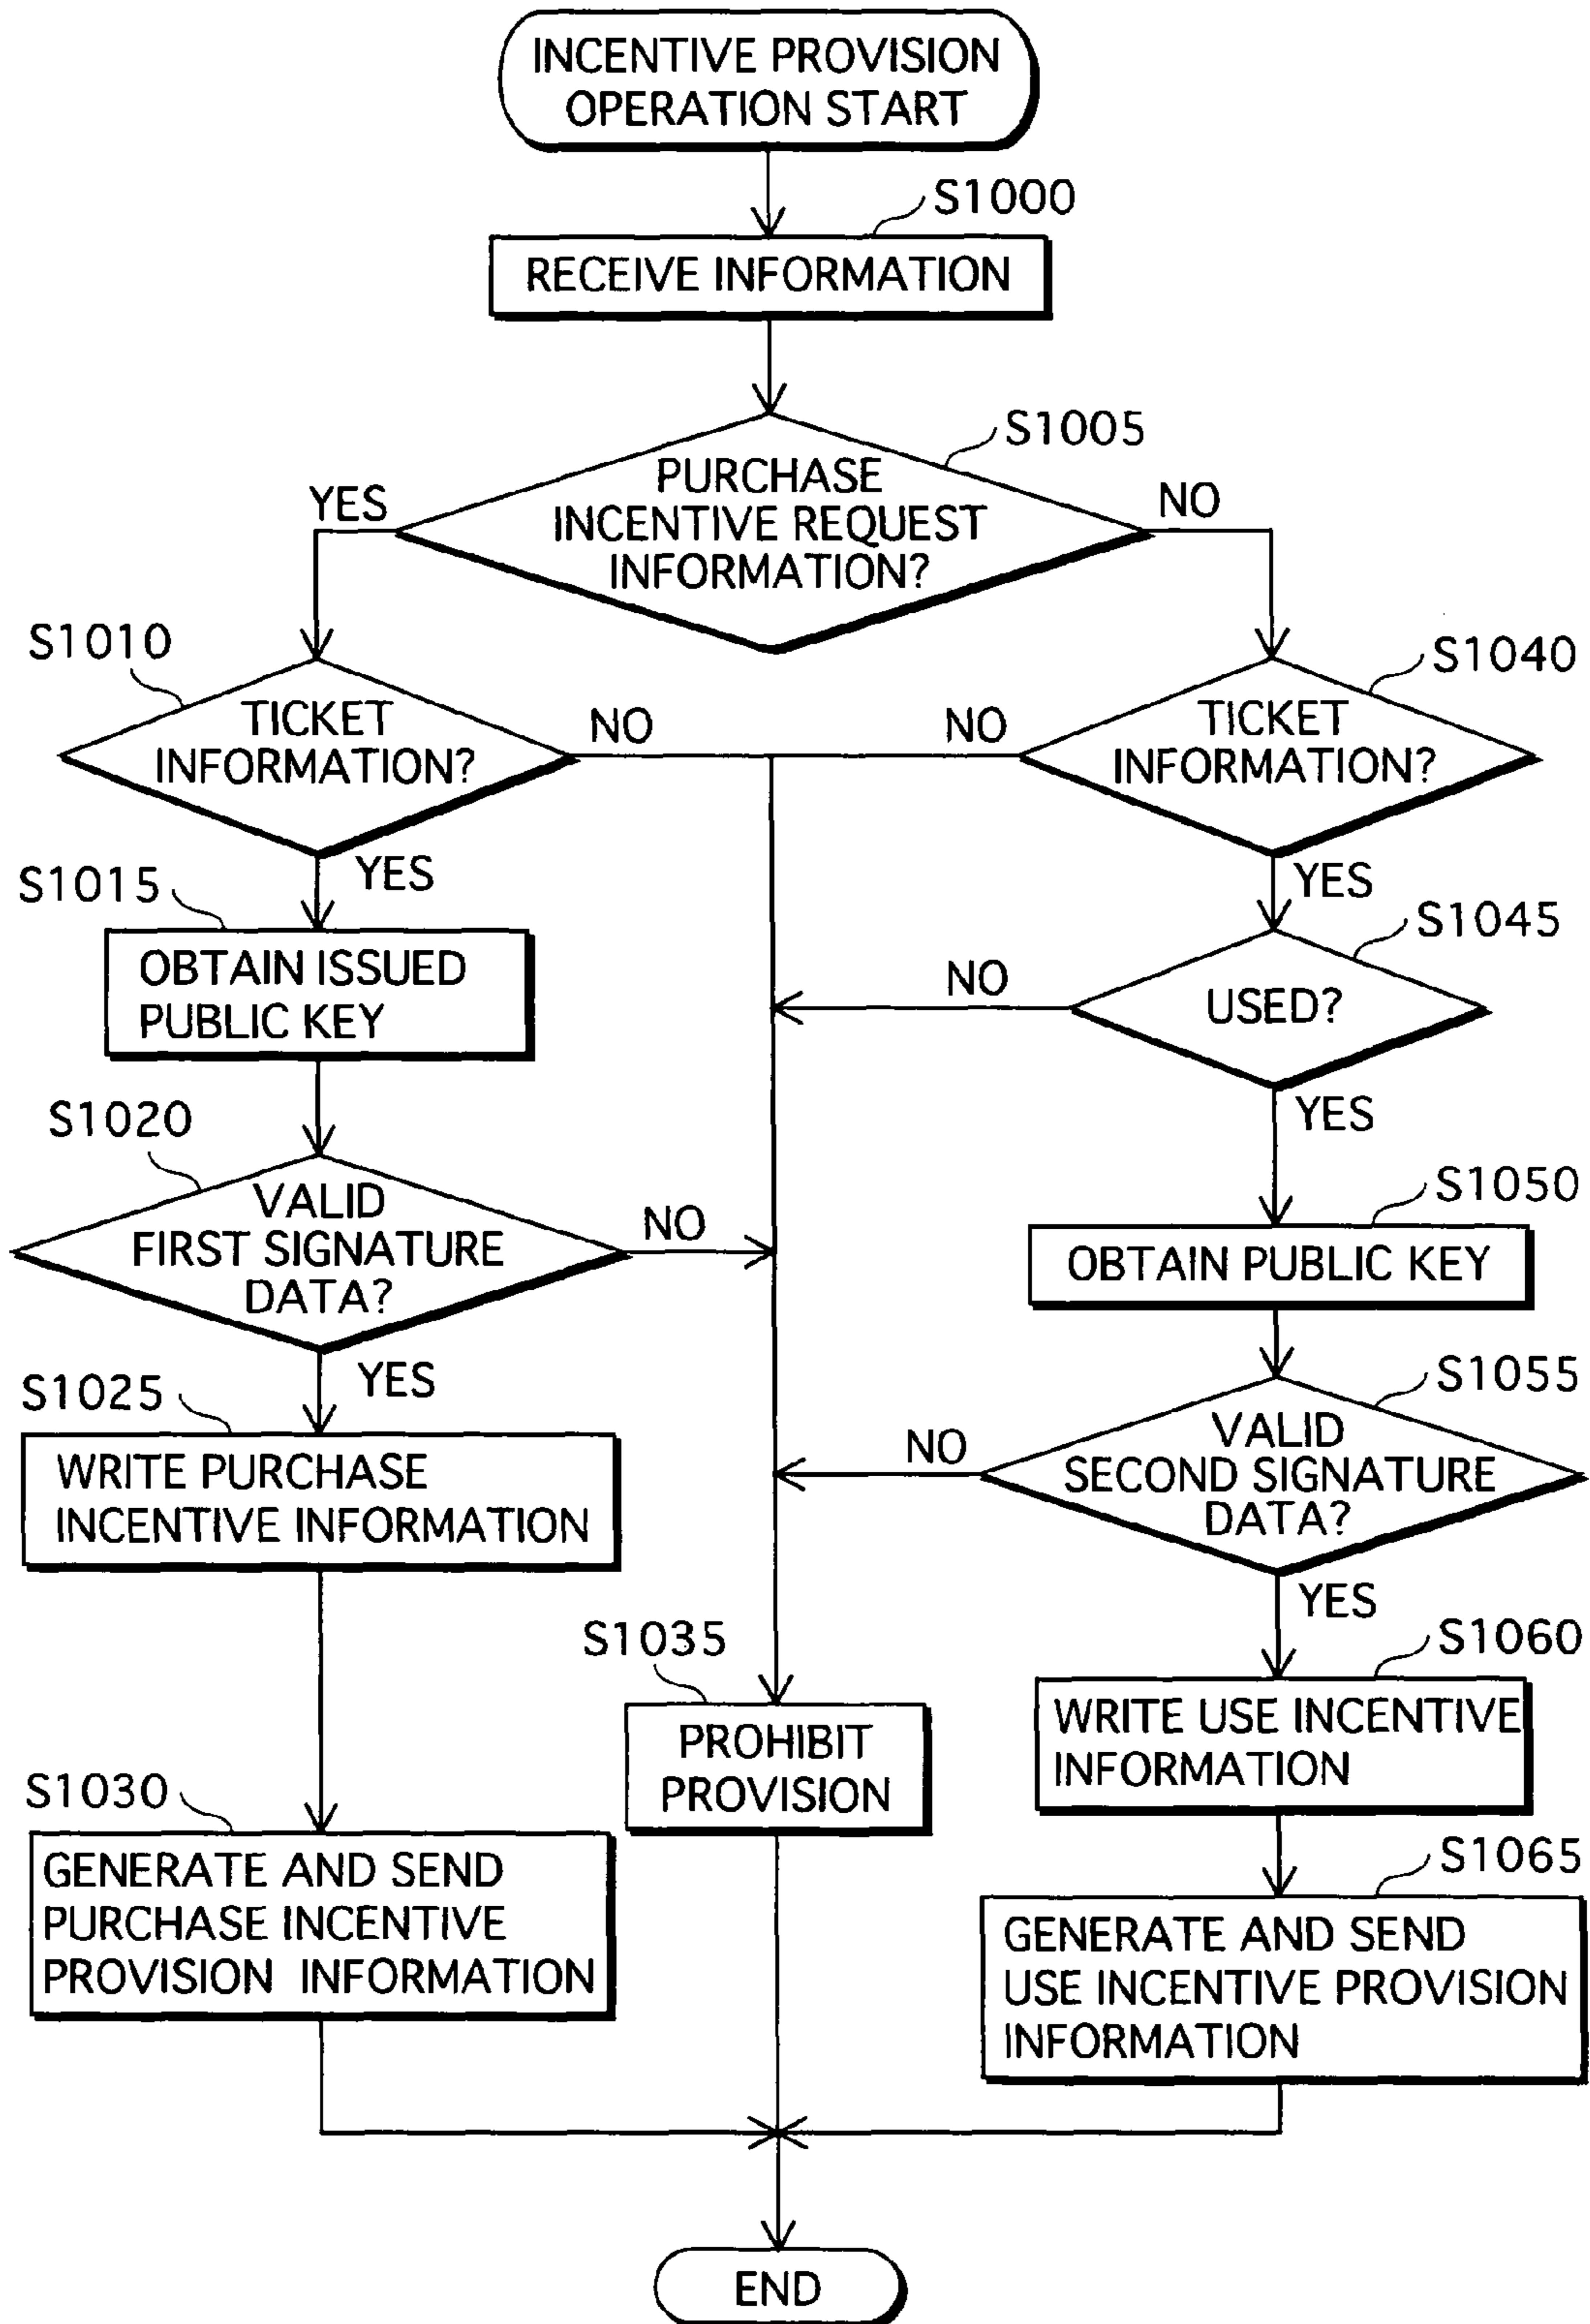 INCENTIVE PROVISION
OPERATION START
S1000
RECEIVE INFORMATION
S1005
PURCHASE
INCENTIVE REQUEST
INFORMATION?
YES
NO
S1010
TICKET
INFORMATION?
NO
YES
S1015
OBTAIN ISSUED
PUBLIC KEY
S1020
VALID
FIRST SIGNATURE
DATA?
NO
YES
S1025
WRITE PURCHASE
INCENTIVE INFORMATION
S1030
GENERATE AND SEND
PURCHASE INCENTIVE
PROVISION INFORMATION
S1035
PROHIBIT
PROVISION
S1040
TICKET
INFORMATION?
NO
YES
S1045
USED?
NO
YES
S1050
OBTAIN PUBLIC KEY
S1055
VALID
SECOND SIGNATURE
DATA?
NO
YES
S1060
WRITE USE INCENTIVE
INFORMATION
S1065
GENERATE AND SEND
USE INCENTIVE PROVISION
INFORMATION
END